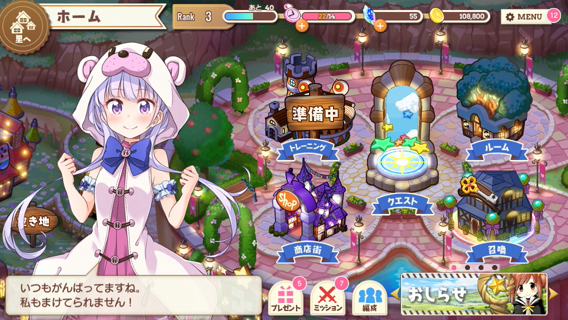 ホーム
里へ
Rank 3
あと 40
22/14
55
108,800
MENU
12
準備中
トレーニング
ルーム
クエスト
SHOP
商店街
召喚
き地
いつもがんばってますね。
私もまけてられません!
5
プレゼント
7
ミッション
編成
おしらせ